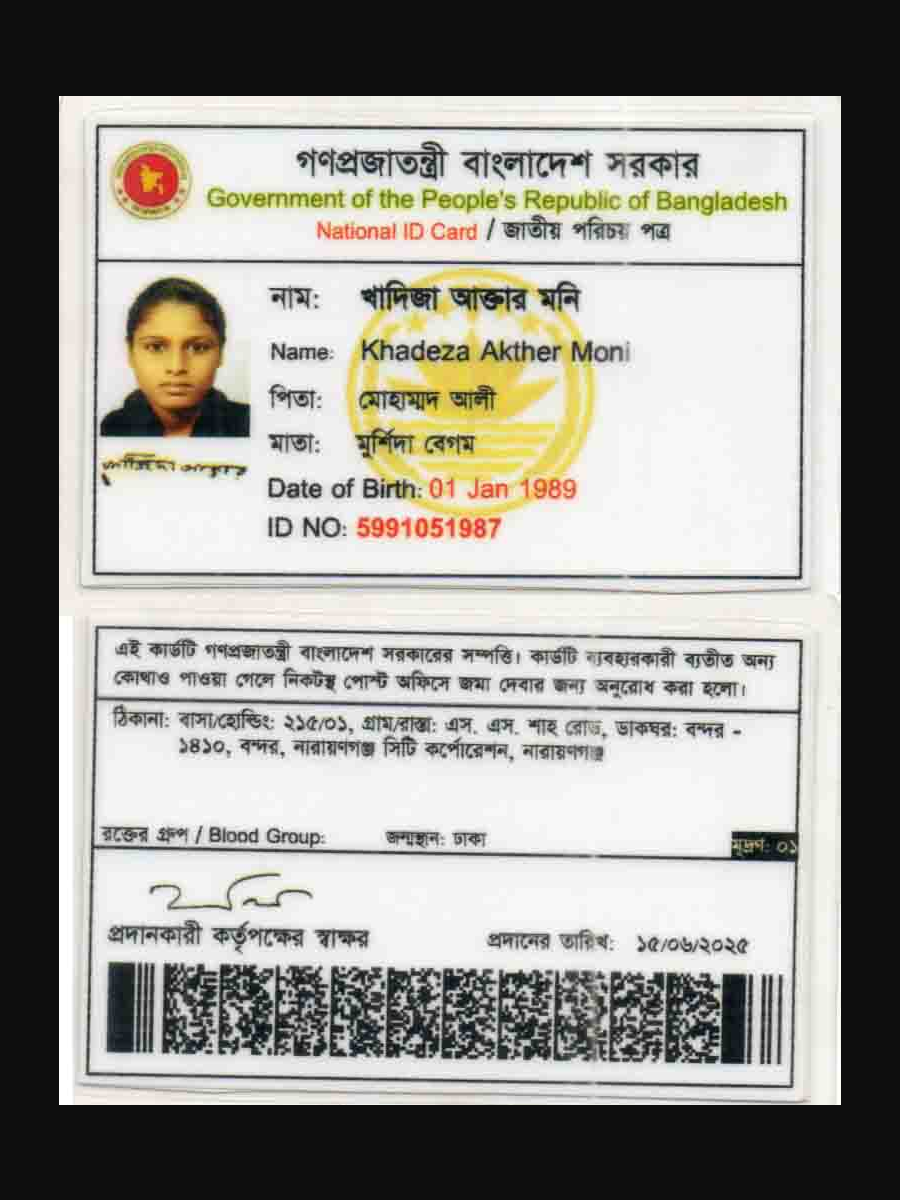 গণপ্রজাতন্ত্রী বাংলাদেশ সরকার
Government of the People's Republic of Bangladesh
National ID Card / জাতীয় পরিচয় পত্র
নাম: খাদিজা আক্তার মনি
Name: Khadeza Akther Moni
পিতা: মোহাম্মদ আলী
মাতা: মুর্শিদা বেগম
Date of Birth: 01 Jan 1989
ID NO: 5991051987
এই কার্ডটি গণপ্রজাতন্ত্রী বাংলাদেশ সরকারের সম্পত্তি। কার্ডটি ব্যবহারকারী ব্যতীত অন্য
কোথাও পাওয়া গেলে নিকটস্থ পোস্ট অফিসে জমা দেবার জন্য অনুরোধ করা হলো।
ঠিকানা: বাসা/হোল্ডিং: ২১৫/০১, গ্রাম/রাস্তা: এস. এস. শাহ রোড, ডাকঘর: বন্দর -
১৪১০, বন্দর, নারায়ণগঞ্জ সিটি কর্পোরেশন, নারায়ণগঞ্জ
রক্তের গ্রুপ / Blood Group: জন্মস্থান: ঢাকা মূদ্রণ: ০১
প্রদানকারী কর্তৃপক্ষের স্বাক্ষর প্রদানের তারিখ: ১৫/০৬/২০২৫